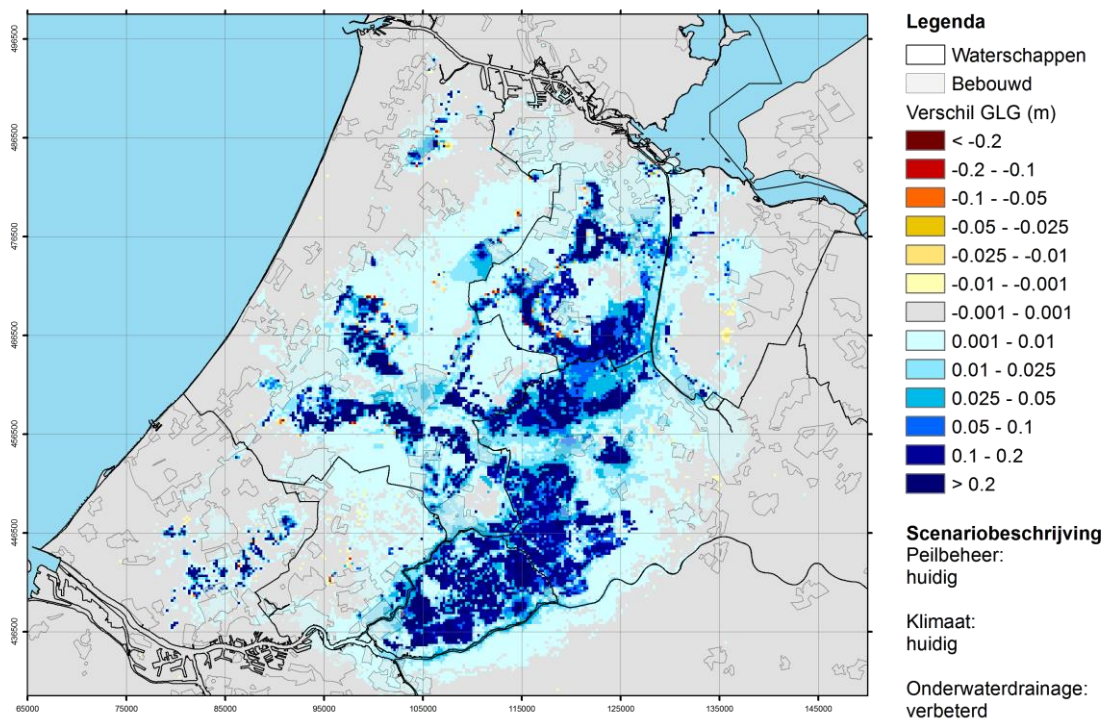 496500
486500
476500
466500
456500
446500
436500
65000 75000 85000 95000 105000 115000 125000 135000 145000
Legenda
Waterschappen
Bebouwd
Verschil GLG (m)
< -0.2
-0.2 - -0.1
-0.1 - -0.05
-0.05 - -0.025
-0.025 - -0.01
-0.01 - -0.001
-0.001 - 0.001
0.001 - 0.01
0.01 - 0.025
0.025 - 0.05
0.05 - 0.1
0.1 - 0.2
> 0.2
Scenariobeschrijving
Peilbeheer:
huidig
Klimaat:
huidig
Onderwaterdrainage:
verbeterd